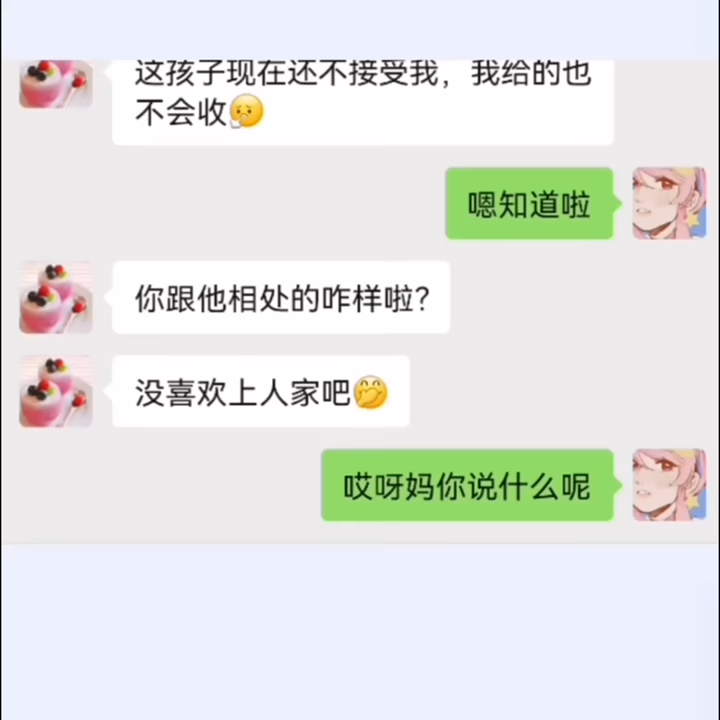 这孩子现在还不接受我，我给的也
不会收
嗯知道啦
你跟他相处的咋样啦？
没喜欢上人家吧
哎呀妈你说什么呢